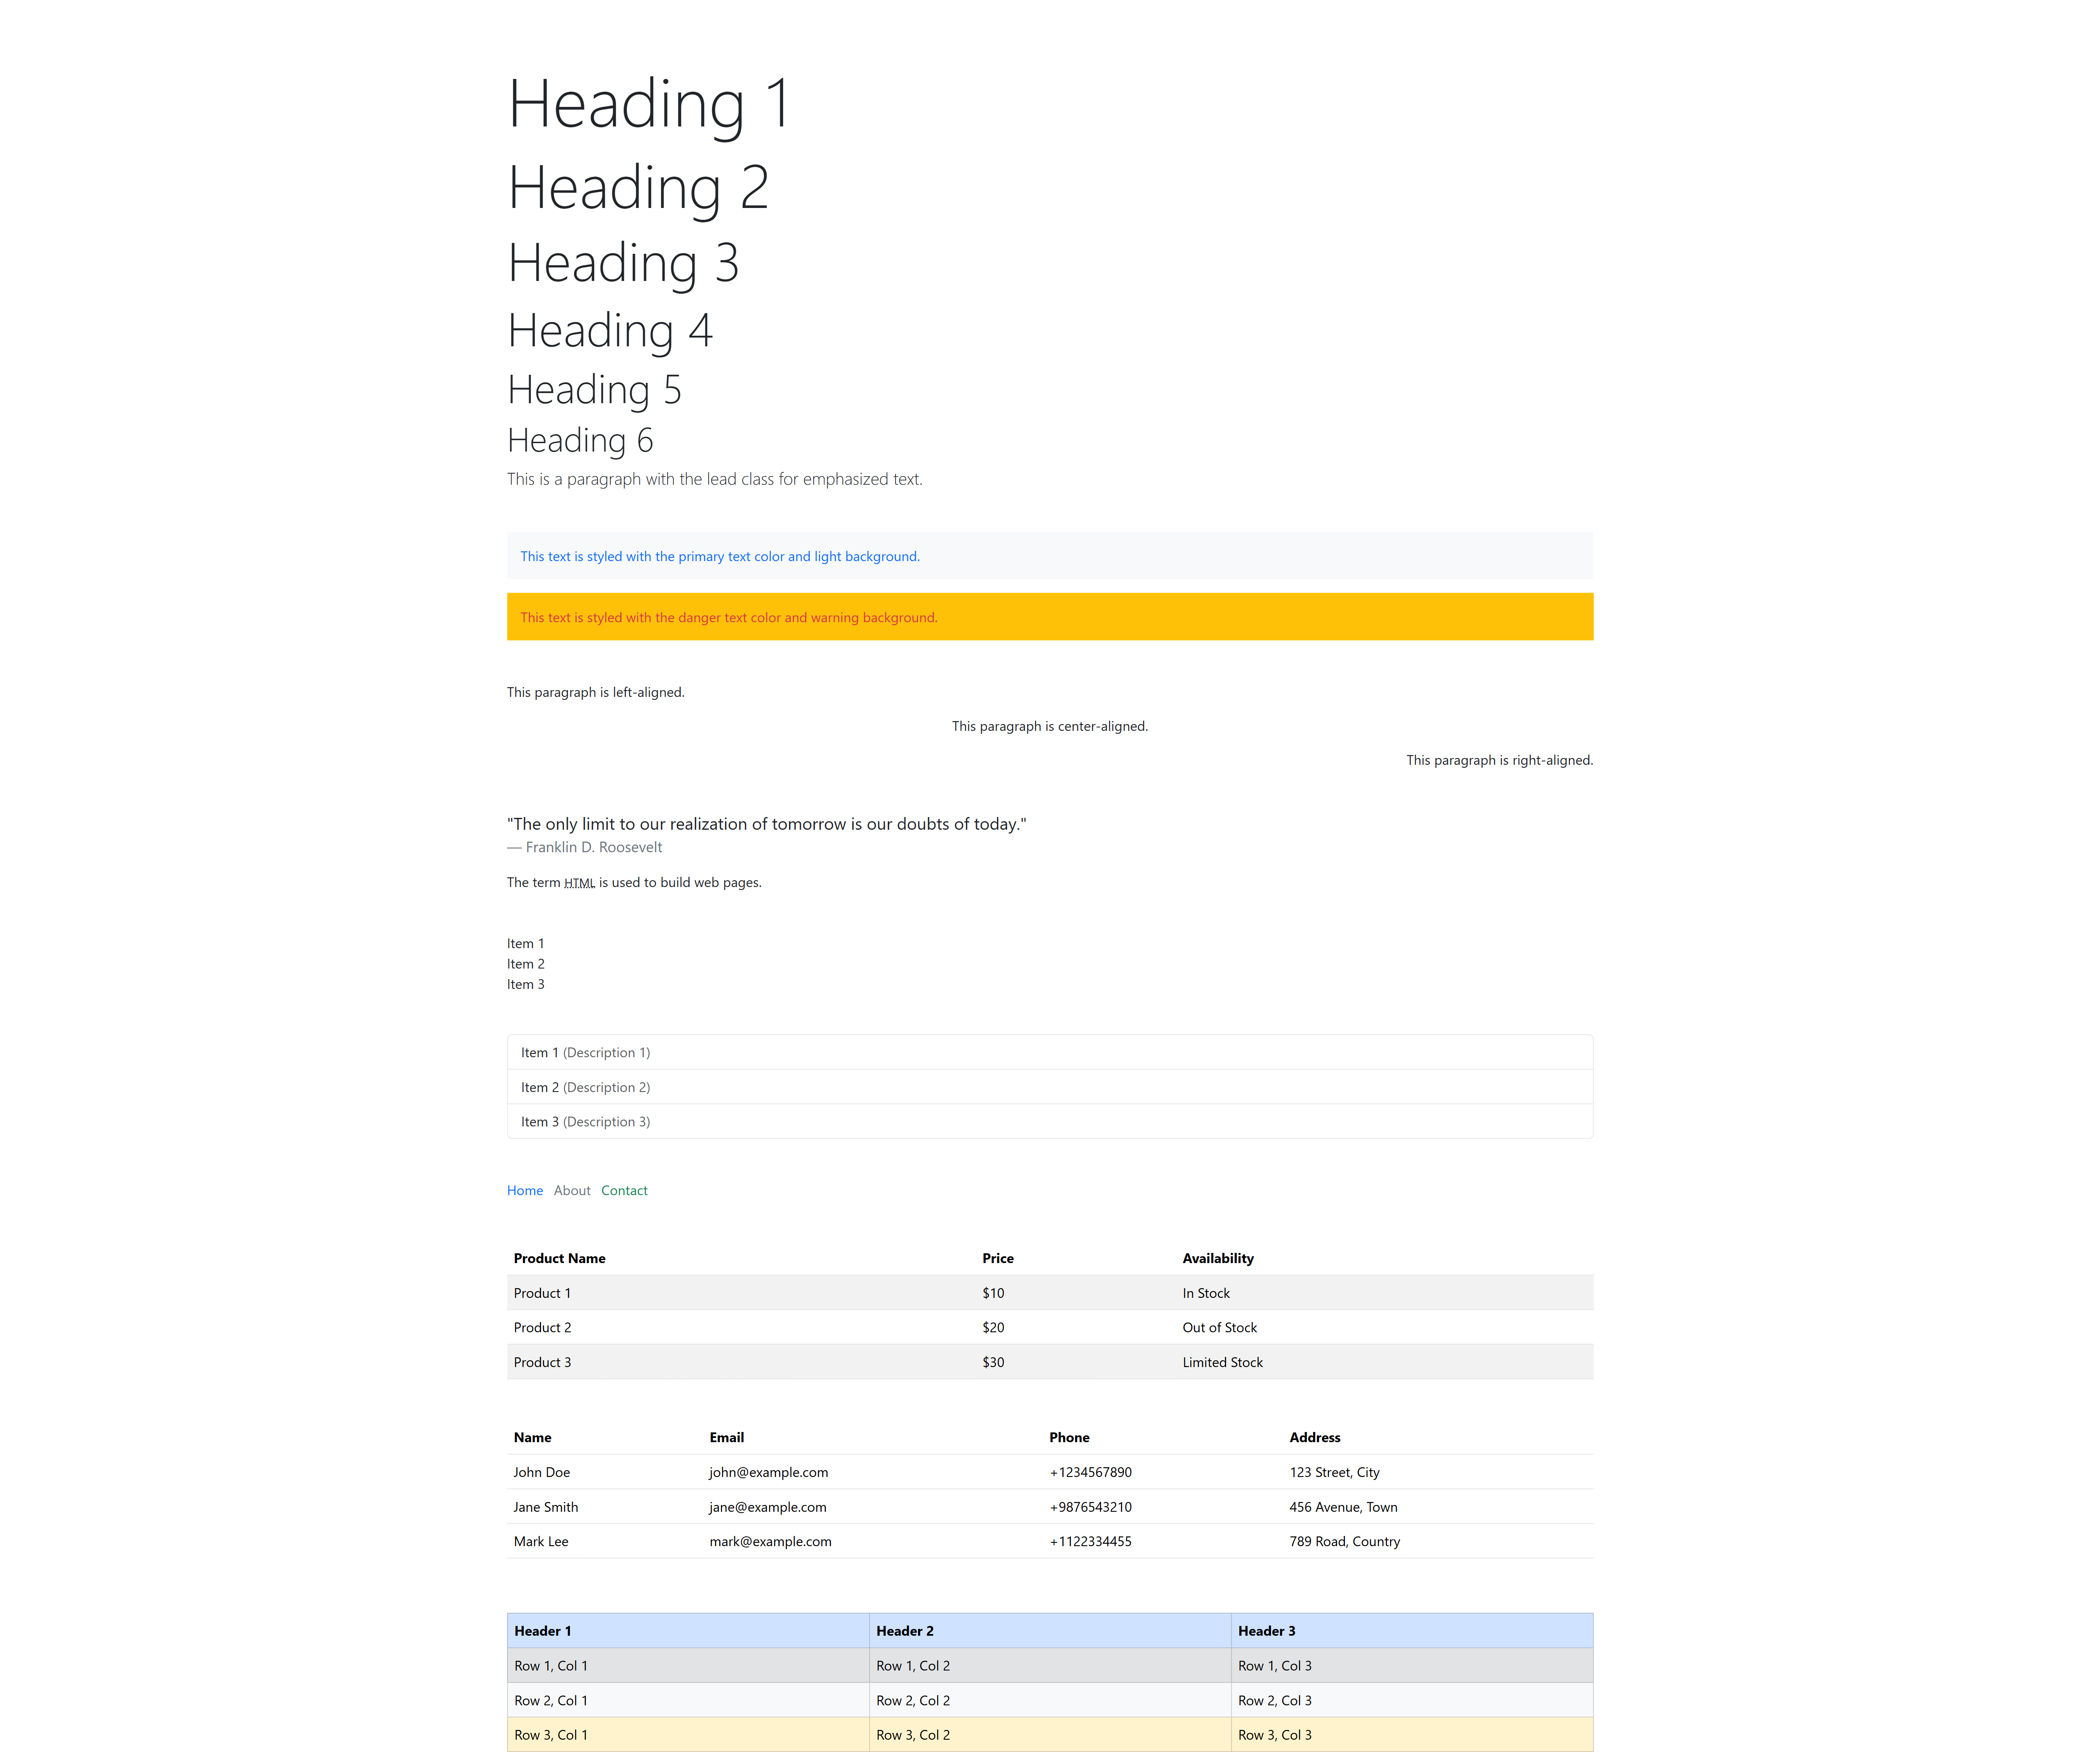 Heading 1
Heading 2
Heading 3
Heading 4
Heading 5
Heading 6
This is a paragraph with the lead class for emphasized text.
This text is styled with the primary text color and light background.
This text is styled with the danger text color and warning background.
This paragraph is left-aligned.
This paragraph is center-aligned.
This paragraph is right-aligned.
"The only limit to our realization of tomorrow is our doubts of today."
— Franklin D. Roosevelt
The term HTML is used to build web pages.
Item 1
Item 2
Item 3
Item 1 (Description 1)
Item 2 (Description 2)
Item 3 (Description 3)
Home About Contact
Product Name Price Availability
Product 1 $10 In Stock
Product 2 $20 Out of Stock
Product 3 $30 Limited Stock
Name Email Phone Address
John Doe john@example.com +1234567890 123 Street, City
Jane Smith jane@example.com +9876543210 456 Avenue, Town
Mark Lee mark@example.com +1122334455 789 Road, Country
Header 1 Header 2 Header 3
Row 1, Col 1 Row 1, Col 2 Row 1, Col 3
Row 2, Col 1 Row 2, Col 2 Row 2, Col 3
Row 3, Col 1 Row 3, Col 2 Row 3, Col 3